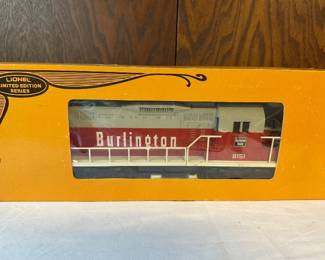 LIONEL
LIMITED EDITION
SERIES
Burlington
8151